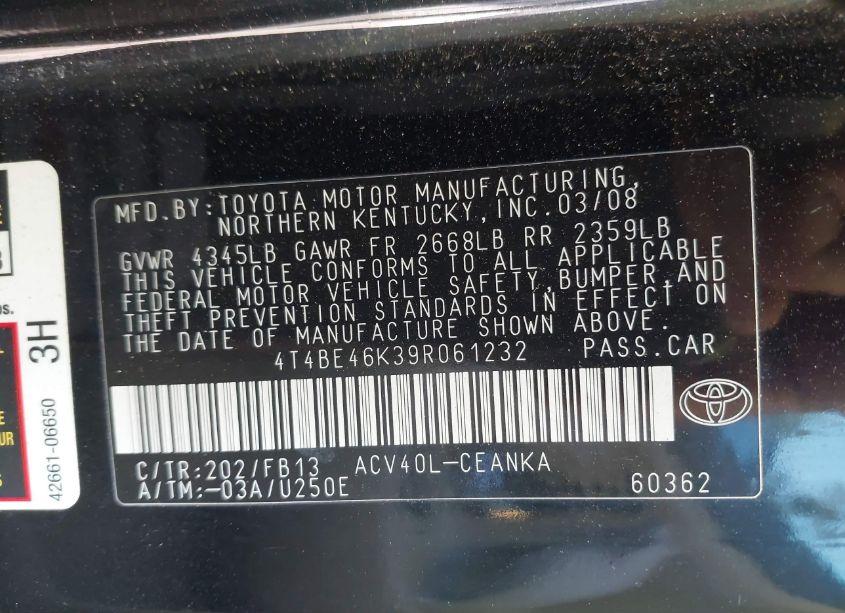 MFD. BY: TOYOTA MOTOR MANUFACTURING,
NORTHERN KENTUCKY, INC. 03/08
GVWR 4345LB GAWR FR 2668LB RR 2359LB
THIS VEHICLE CONFORMS TO ALL APPLICABLE
FEDERAL MOTOR VEHICLE SAFETY, BUMPER, AND
THEFT PREVENTION STANDARDS IN EFFECT ON
THE DATE OF MANUFACTURE SHOWN ABOVE.
4T4BE46K39R061232 PASS. CAR
C/TR: 202/FB13 ACV40L-CEANKA
A/TM: -03A/U250E 60362
3H
42661-06650